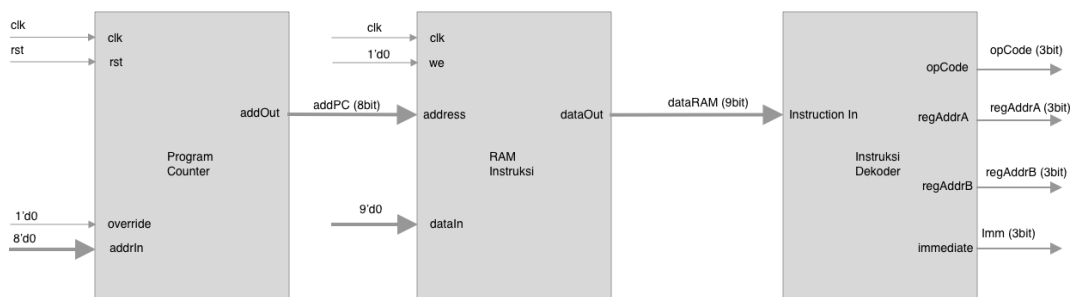 clk
clk
rst
rst
addOut
addPC (8bit)
Program
Counter
1'd0
override
8'd0
addrIn
clk
clk
1'd0
we
address
dataOut
dataRAM (9bit)
RAM
Instruksi
9'd0
dataIn
Instruction In
Instruksi
Dekoder
opCode
opCode (3bit)
regAddrA
regAddrA (3bit)
regAddrB
regAddrB (3bit)
immediate
Imm (3bit)